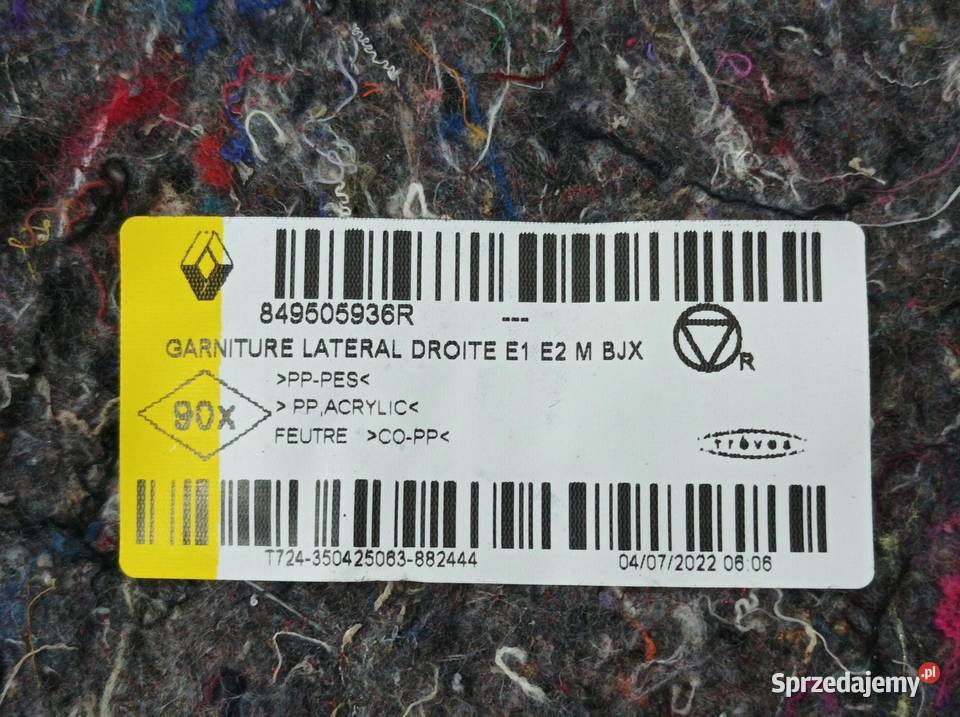 849505936R ---
GARNITURE LATERAL DROITE E1 E2 M BJX
R
>PP-PES<
90x
> PP,ACRYLIC<
FEUTRE >CO-PP<
trèves
T724-350425063-882444
04/07/2022 06:06
Sprzedajemy.pl